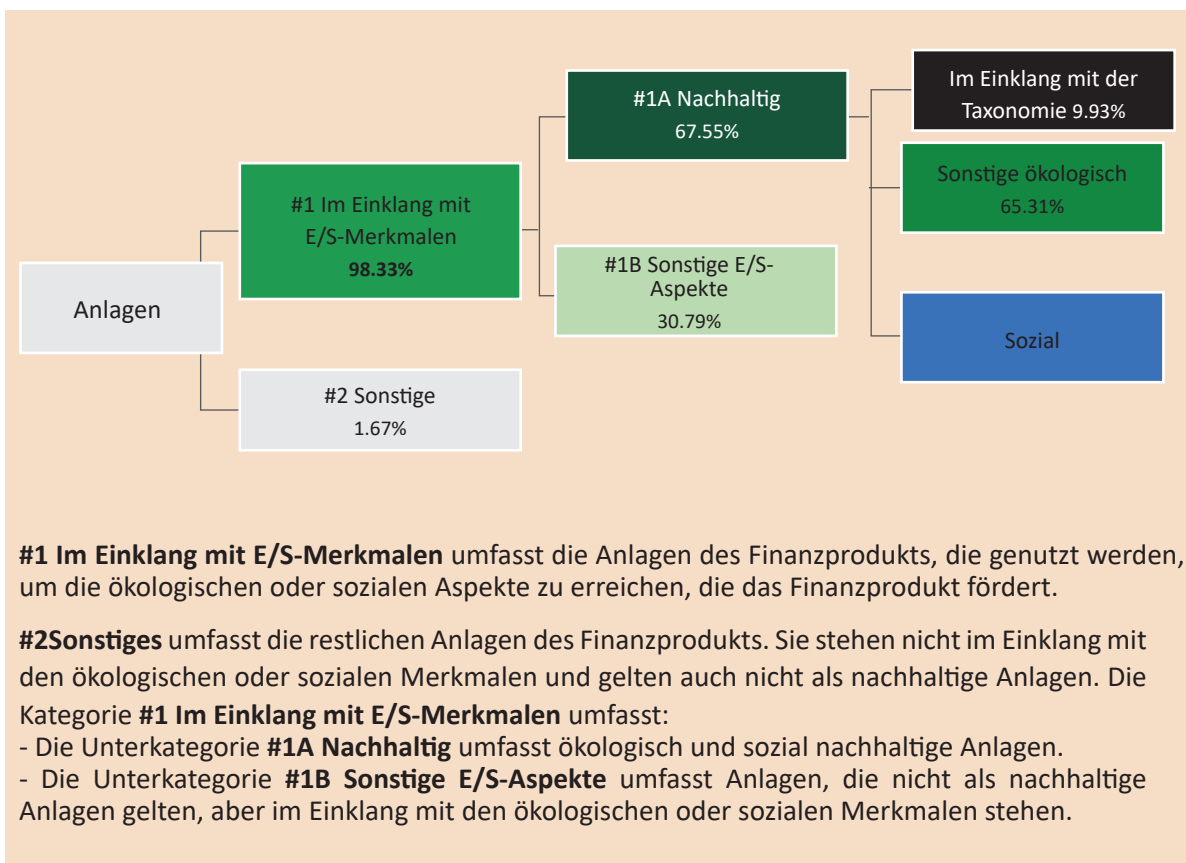 Anlagen
#1 Im Einklang mit
E/S-Merkmalen
98.33%
#2 Sonstige
1.67%
#1A Nachhaltig
67.55%
#1B Sonstige E/S-
Aspekte
30.79%
Im Einklang mit der
Taxonomie 9.93%
Sonstige ökologisch
65.31%
Sozial
#1 Im Einklang mit E/S-Merkmalen umfasst die Anlagen des Finanzprodukts, die genutzt werden,
um die ökologischen oder sozialen Aspekte zu erreichen, die das Finanzprodukt fördert.
#2Sonstiges umfasst die restlichen Anlagen des Finanzprodukts. Sie stehen nicht im Einklang mit
den ökologischen oder sozialen Merkmalen und gelten auch nicht als nachhaltige Anlagen. Die
Kategorie #1 Im Einklang mit E/S-Merkmalen umfasst:
- Die Unterkategorie #1A Nachhaltig umfasst ökologisch und sozial nachhaltige Anlagen.
- Die Unterkategorie #1B Sonstige E/S-Aspekte umfasst Anlagen, die nicht als nachhaltige
Anlagen gelten, aber im Einklang mit den ökologischen oder sozialen Merkmalen stehen.